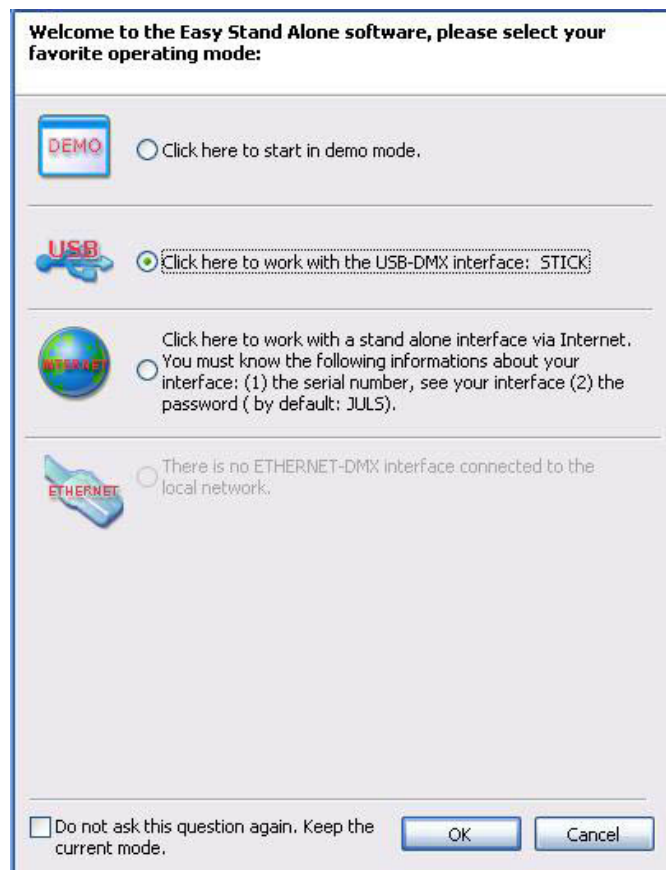 Welcome to the Easy Stand Alone software, please select your
favorite operating mode:
DEMO
Click here to start in demo mode.
USB
Click here to work with the USB-DMX interface: STICK
INTERNET
Click here to work with a stand alone interface via Internet.
You must know the following informations about your
interface: (1) the serial number, see your interface (2) the
password ( by default: JULS).
ETHERNET
There is no ETHERNET-DMX interface connected to the
local network.
Do not ask this question again. Keep the
current mode.
OK
Cancel